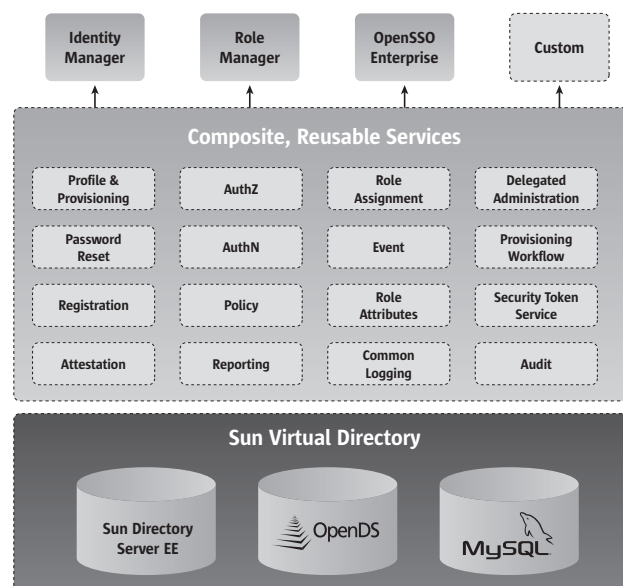 Identity
Manager
Role
Manager
OpenSSO
Enterprise
Custom
Composite, Reusable Services
Profile &
Provisioning
AuthZ
Role
Assignment
Delegated
Administration
Password
Reset
AuthN
Event
Provisioning
Workflow
Registration
Policy
Role
Attributes
Security Token
Service
Attestation
Reporting
Common
Logging
Audit
Sun Virtual Directory
Sun Directory
Server EE
OpenDS
MySQL